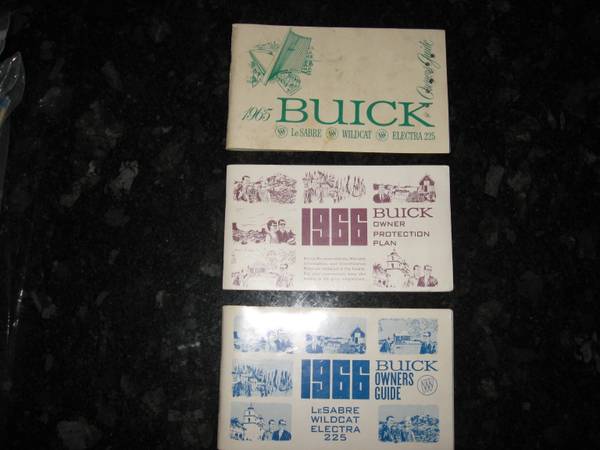 Owners Guide
1965 BUICK
LeSABRE WILDCAT ELECTRA 225
1966 BUICK
OWNER
PROTECTION
PLAN
1966 BUICK
OWNERS
GUIDE
LeSABRE
WILDCAT
ELECTRA
225